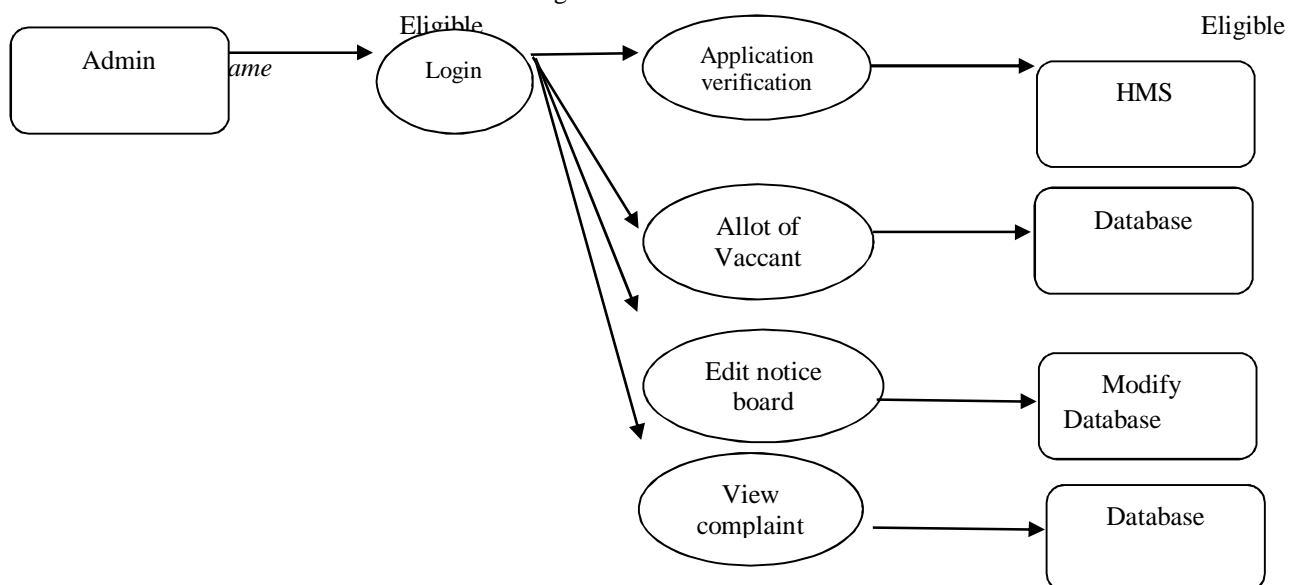 Eligible
Eligible
Admin
ame
Login
Application
verification
HMS
Allot of
Vaccant
Database
Edit notice
board
Modify
Database
View
complaint
Database